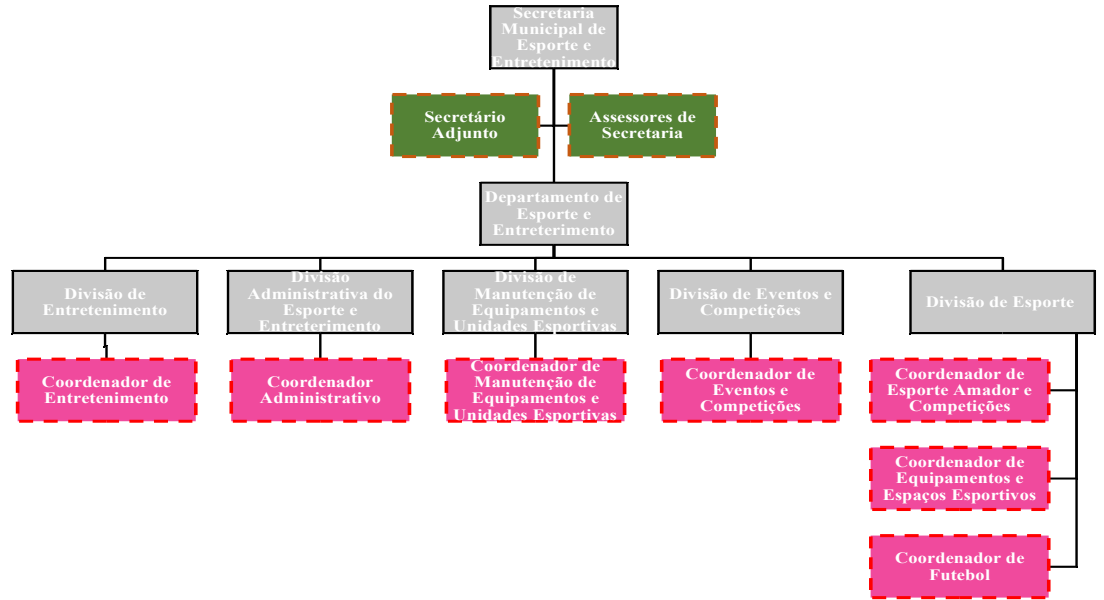 Secretaria
Municipal de
Esporte e
Entretenimento
Secretário
Adjunto
Assessores de
Secretaria
Departamento de
Esporte e
Entreterimento
Divisão de
Entretenimento
Divisão
Administrativa do
Esporte e
Entreterimento
Divisão de
Manutenção de
Equipamentos e
Unidades Esportivas
Divisão de Eventos e
Competições
Divisão de Esporte
Coordenador de
Entretenimento
Coordenador
Administrativo
Coordenador de
Manutenção de
Equipamentos e
Unidades Esportivas
Coordenador de
Eventos e
Competições
Coordenador de
Esporte Amador e
Competições
Coordenador de
Equipamentos e
Espaços Esportivos
Coordenador de
Futebol